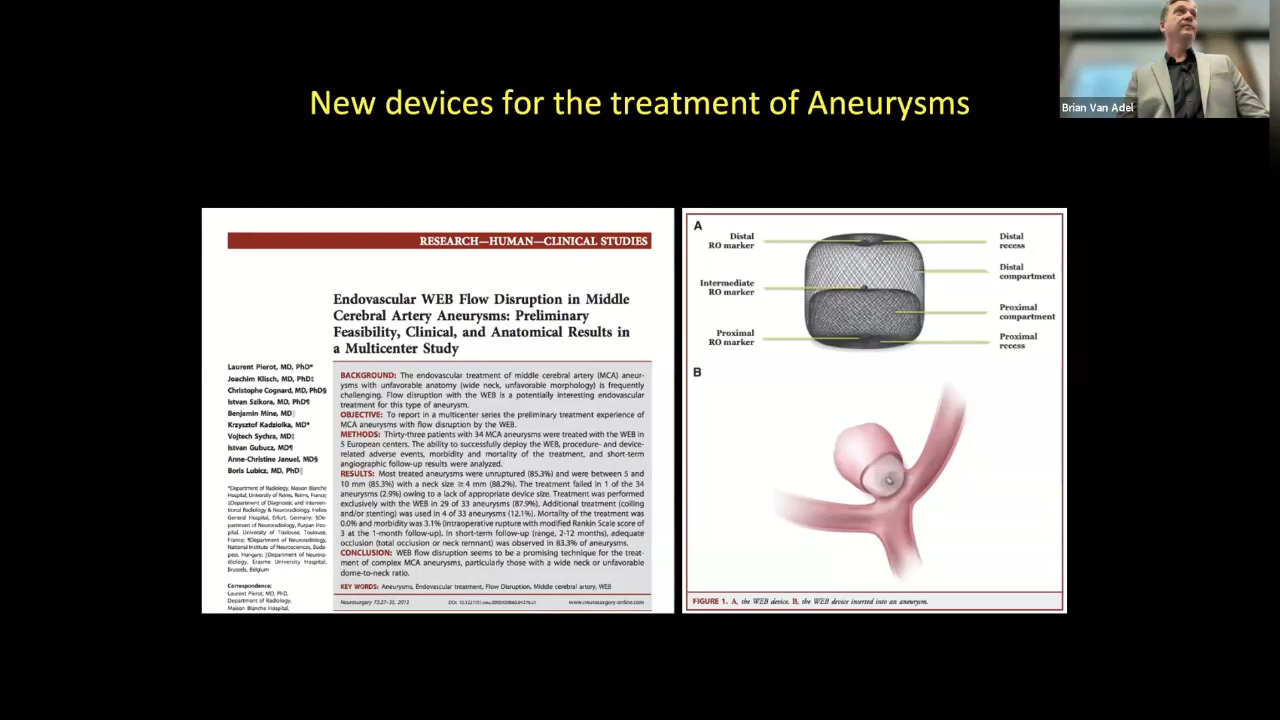 New devices for the treatment of Aneurysms
Brian Van Adel
RESEARCH—HUMAN—CLINICAL STUDIES
Endovascular WEB Flow Disruption in Middle
Cerebral Artery Aneurysms: Preliminary
Feasibility, Clinical, and Anatomical Results in
a Multicenter Study
Laurent Pierot, MD, PhD*
Joachim Klisch, MD, PhD‡
Christophe Cognard, MD, PhD§
Istvan Szikora, MD, PhD¶
Benjamin Mine, MD||
Krzysztof Kadziolka, MD*
Vojtech Sychra, MD‡
Istvan Gubucz, MD¶
Anne-Christine Januel, MD§
Boris Lubicz, MD, PhD||
*Department of Radiology, Maison Blanche
Hospital, University of Reims, Reims, France;
‡Department of Diagnostic and Interven-
tional Radiology & Neuroradiology, Helios
General Hospital, Erfurt, Germany; §De-
partment of Neuroradiology, Purpan Hos-
pital, University of Toulouse, Toulouse,
France; ¶Department of Neuroradiology,
National Institute of Neurosciences, Buda-
pest, Hungary; ||Department of Neurora-
diology, Erasme University Hospital,
Brussels, Belgium
Correspondence:
Laurent Pierot, MD, PhD,
Department of Radiology,
Maison Blanche Hospital,
BACKGROUND: The endovascular treatment of middle cerebral artery (MCA) aneur-
ysms with unfavorable anatomy (wide neck, unfavorable morphology) is frequently
challenging. Flow disruption with the WEB is a potentially interesting endovascular
treatment for this type of aneurysm.
OBJECTIVE: To report in a multicenter series the preliminary treatment experience of
MCA aneurysms with flow disruption by the WEB.
METHODS: Thirty-three patients with 34 MCA aneurysms were treated with the WEB in
5 European centers. The ability to successfully deploy the WEB, procedure- and device-
related adverse events, morbidity and mortality of the treatment, and short-term
angiographic follow-up results were analyzed.
RESULTS: Most treated aneurysms were unruptured (85.3%) and were between 5 and
10 mm (85.3%) with a neck size ≥ 4 mm (88.2%). The treatment failed in 1 of the 34
aneurysms (2.9%) owing to a lack of appropriate device size. Treatment was performed
exclusively with the WEB in 29 of 33 aneurysms (87.9%). Additional treatment (coiling
and/or stenting) was used in 4 of 33 aneurysms (12.1%). Mortality of the treatment was
0.0% and morbidity was 3.1% (intraoperative rupture with modified Rankin Scale score of
3 at the 1-month follow-up). In short-term follow-up (range, 2-12 months), adequate
occlusion (total occlusion or neck remnant) was observed in 83.3% of aneurysms.
CONCLUSION: WEB flow disruption seems to be a promising technique for the treat-
ment of complex MCA aneurysms, particularly those with a wide neck or unfavorable
dome-to-neck ratio.
KEY WORDS: Aneurysms, Endovascular treatment, Flow Disruption, Middle cerebral artery, WEB
Neurosurgery 73:27–35, 2013
DOI:
www.neurosurgery-online.com
A
Distal
RO marker
Intermediate
RO marker
Proximal
RO marker
Distal
recess
Distal
compartment
Proximal
compartment
Proximal
recess
B
FIGURE 1. A, the WEB device. B, the WEB device inserted into an aneurysm.